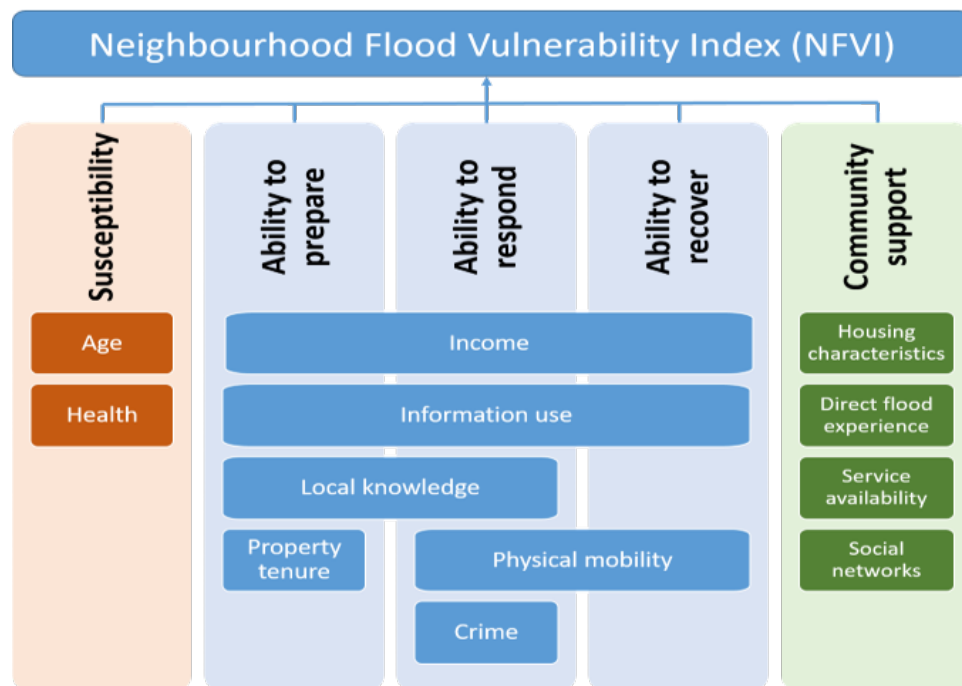 Neighbourhood Flood Vulnerability Index (NFVI)
Susceptibility
Ability to
prepare
Ability to
respond
Ability to
recover
Community
support
Age
Income
Housing
characteristics
Health
Information use
Direct flood
experience
Local knowledge
Service
availability
Property
tenure
Physical mobility
Social
networks
Crime